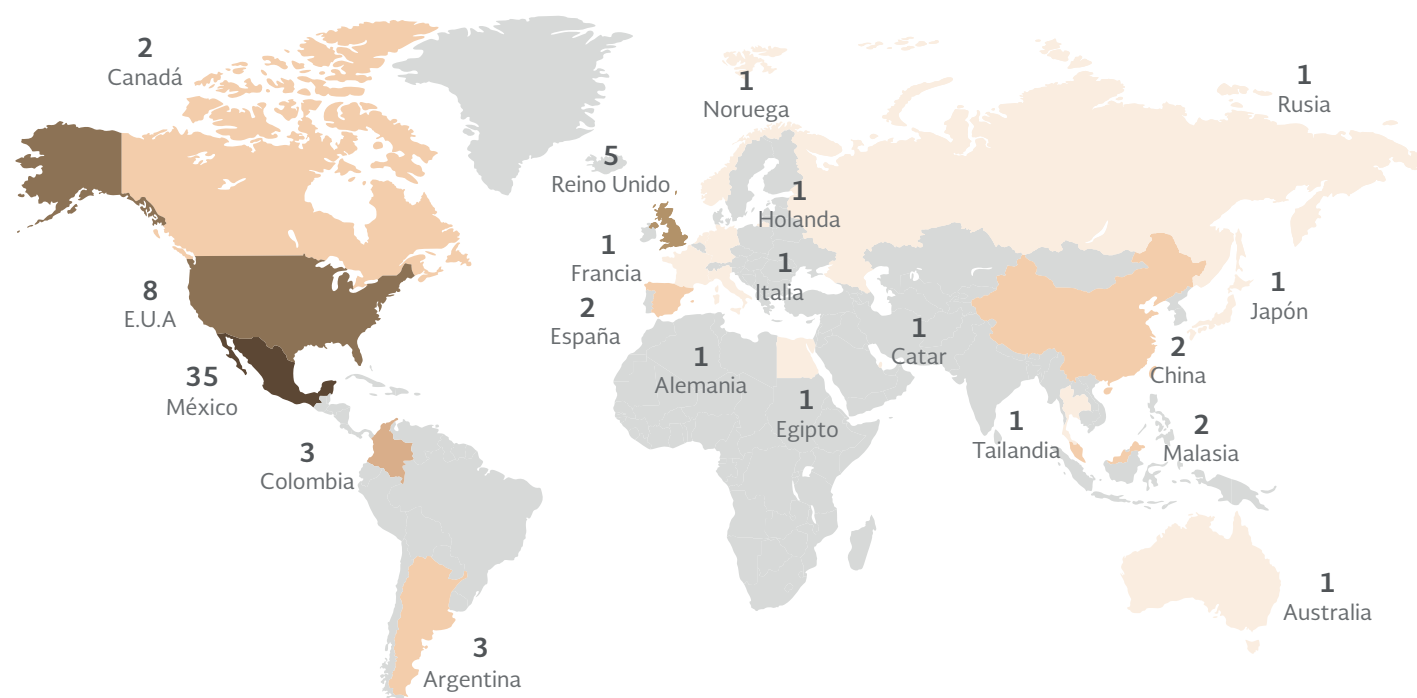 2
Canadá
1
Noruega
1
Rusia
5
Reino Unido
1
Holanda
1
Francia
1
Italia
8
E.U.A
2
España
1
Japón
1
Catar
2
China
35
México
1
Alemania
1
Egipto
1
Tailandia
2
Malasia
3
Colombia
1
Australia
3
Argentina